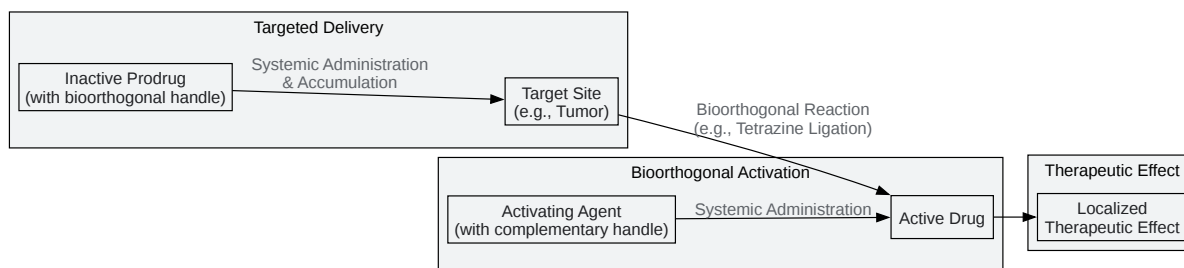 Targeted Delivery
Inactive Prodrug
(with bioorthogonal handle)
Systemic Administration
& Accumulation
Target Site
(e.g., Tumor)
Bioorthogonal Reaction
(e.g., Tetrazine Ligation)
Bioorthogonal Activation
Activating Agent
(with complementary handle)
Systemic Administration
Active Drug
Therapeutic Effect
Localized
Therapeutic Effect